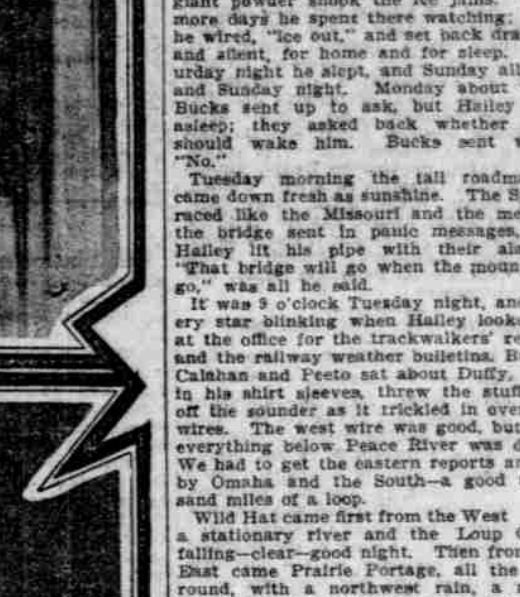 giant powder shook the ice jams.
more days he spent there watching;
he wired, "Ice out," and set back
and silent, for home and for sleep.
urday night he slept, and Sunday all
and Sunday night. Monday about
Bucks sent up to ask, but Hailey
asleep; they asked back whether
should wake him. Bucks sent
"No."
Tuesday morning the tall
came down fresh as sunshine. The
raced like the Missouri and the
the bridge sent in panic messages,
Hailey lit his pipe with their
"That bridge will go when the
go," was all he said.
It was 9 o'clock Tuesday night, and
ery star blinking when Hailey
at the office for the trackwalkers'
and the railway weather bulletins.
Calahan and Peeto sat about Duffy,
in his shirt sleeves, threw the stuff
off the sounder as it trickled in over
wires. The west wire was good, but
everything below Peace River was
We had to get the eastern reports
by Omaha and the South—a good
sand miles of a loop.
Wild Hat came first from the West
a stationary river and the Loup
falling—clear—good night. Then from
East came Prairie Portage, all the
round, with a northwest rain, a